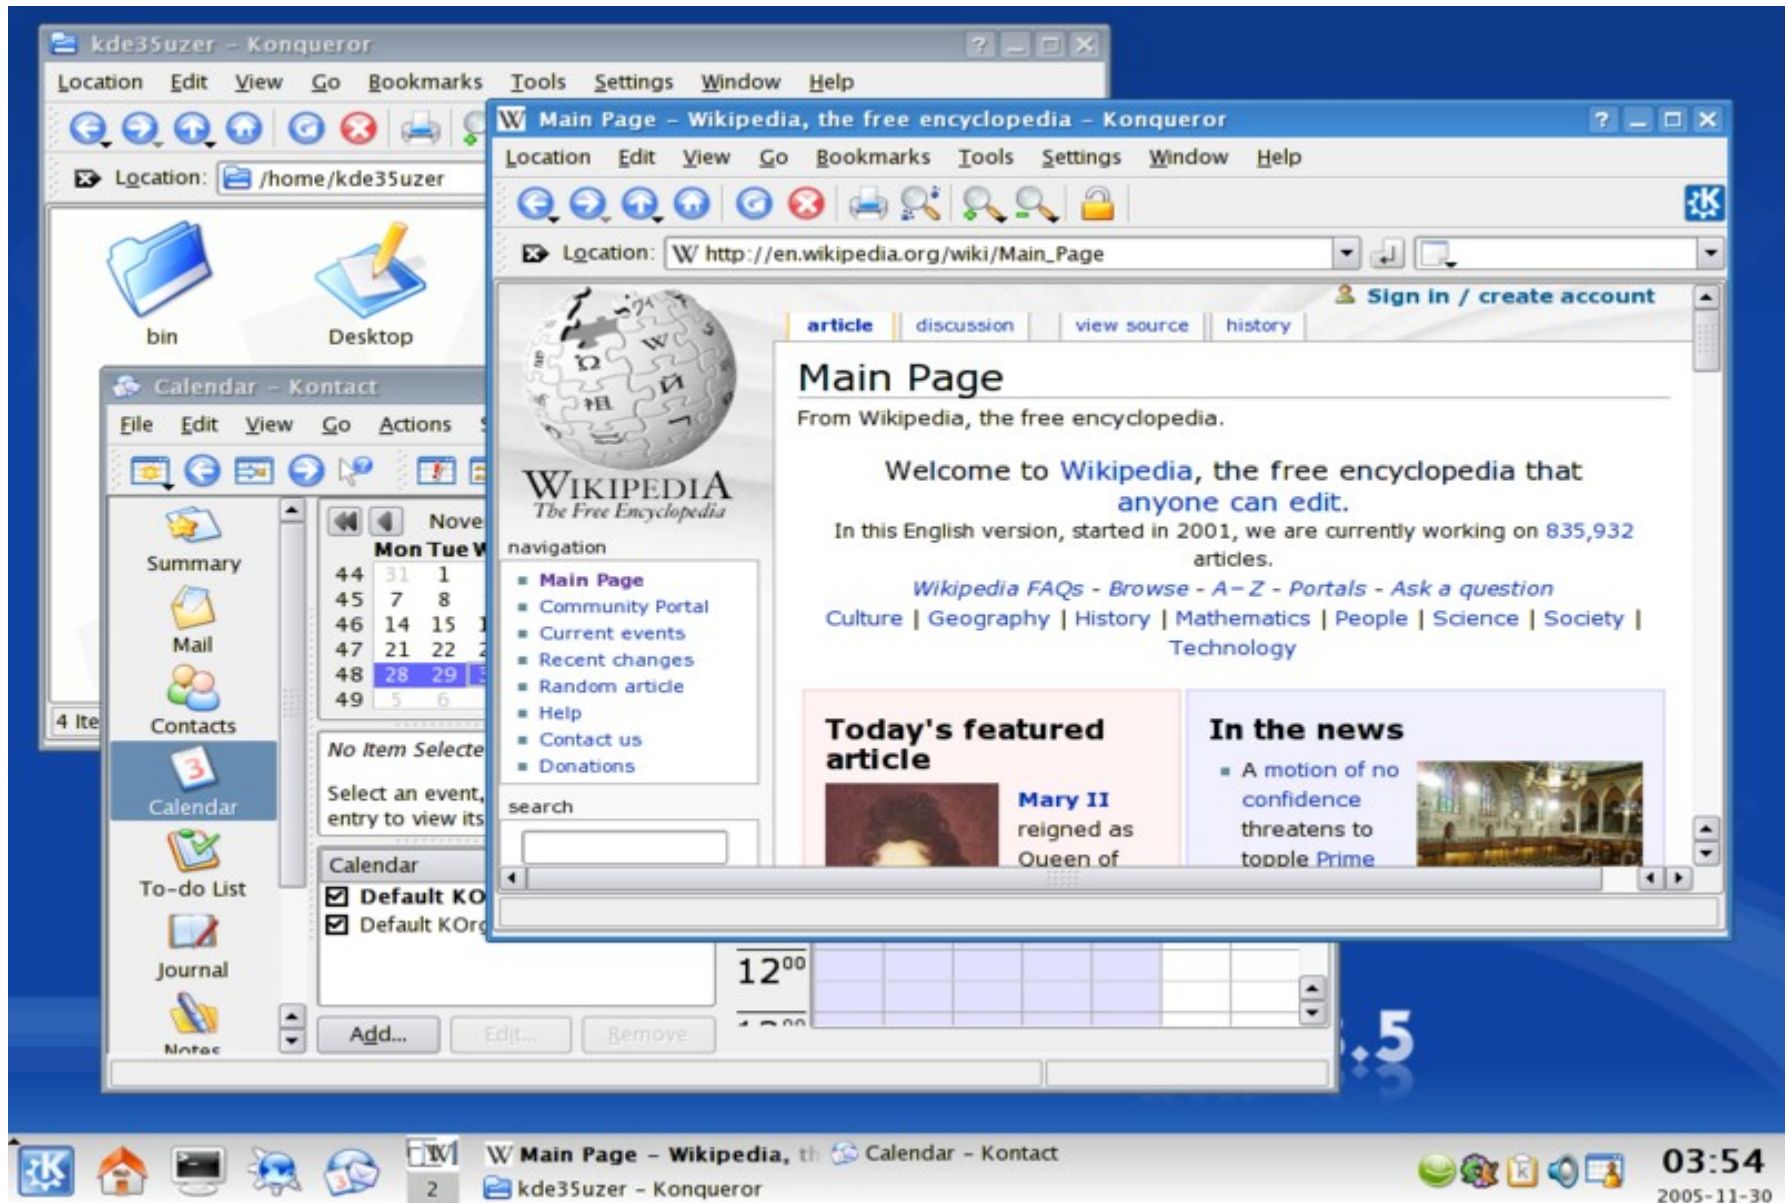 kde35uzer – Konqueror
Location Edit View Go Bookmarks Tools Settings Window Help
Location: /home/kde35uzer
bin
Desktop
4 Ite
Main Page – Wikipedia, the free encyclopedia – Konqueror
Location Edit View Go Bookmarks Tools Settings Window Help
Location: http://en.wikipedia.org/wiki/Main_Page
Sign in / create account
article discussion view source history
WIKIPEDIA
The Free Encyclopedia
navigation
Main Page
Community Portal
Current events
Recent changes
Random article
Help
Contact us
Donations
search
Main Page
From Wikipedia, the free encyclopedia.
Welcome to Wikipedia, the free encyclopedia that
anyone can edit.
In this English version, started in 2001, we are currently working on 835,932
articles.
Wikipedia FAQs - Browse - A–Z - Portals - Ask a question
Culture | Geography | History | Mathematics | People | Science | Society |
Technology
Today's featured
article
Mary II
reigned as
Queen of
In the news
A motion of no
confidence
threatens to
topple Prime
Calendar – Kontact
File Edit View Go Actions
Summary
Mail
Contacts
Calendar
To-do List
Journal
Notes
Nove
Mon Tue W
44 31 1
45 7 8
46 14 15 1
47 21 22 2
48 28 29 3
49 5 6
No Item Selecte
Select an event,
entry to view its
Calendar
Default KO
Default KOrg
Add... Edit... Remove
12 00
.5
Main Page – Wikipedia, th
Calendar – Kontact
2
kde35uzer – Konqueror
03:54
2005-11-30